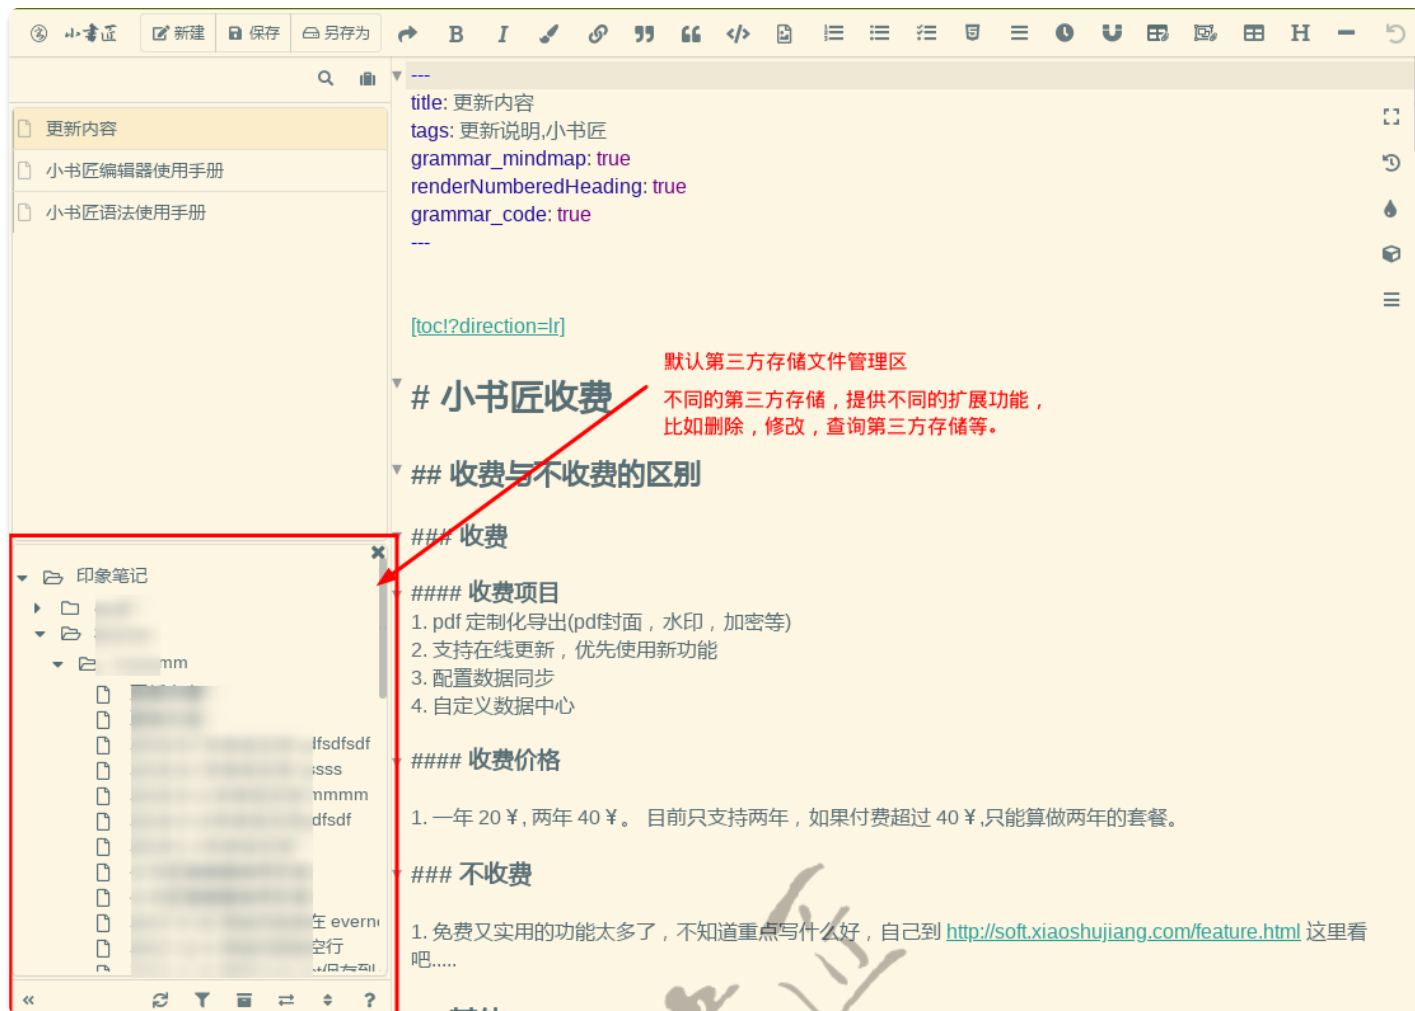 小书匠
新建
保存
另存为
更新内容
小书匠编辑器使用手册
小书匠语法使用手册
---
title: 更新内容
tags: 更新说明,小书匠
grammar_mindmap: true
renderNumberedHeading: true
grammar_code: true
---
[toc!?direction=lr]
默认第三方存储文件管理区
不同的第三方存储，提供不同的扩展功能，
比如删除，修改，查询第三方存储等。
# 小书匠收费
## 收费与不收费的区别
### 收费
#### 收费项目
1. pdf 定制化导出(pdf封面，水印，加密等)
2. 支持在线更新，优先使用新功能
3. 配置数据同步
4. 自定义数据中心
#### 收费价格
1. 一年 20 ¥, 两年 40 ¥。 目前只支持两年，如果付费超过 40 ¥,只能算做两年的套餐。
### 不收费
1. 免费又实用的功能太多了，不知道重点写什么好，自己到 http://soft.xiaoshujiang.com/feature.html 这里看
吧.....
印象笔记
mm
dfsdfsdf
ssss
mmmm
dfsdf
在 everne
空行